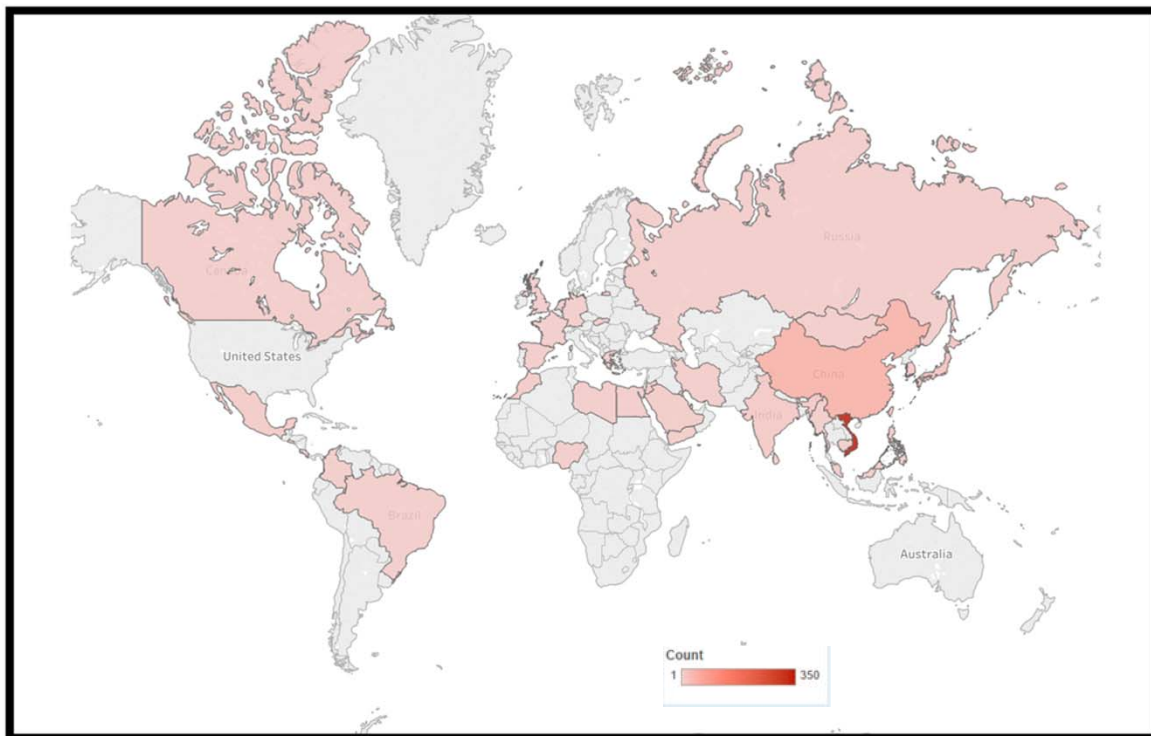 Russia
Canada
United States
China
India
Brazil
Australia
Count
1 350